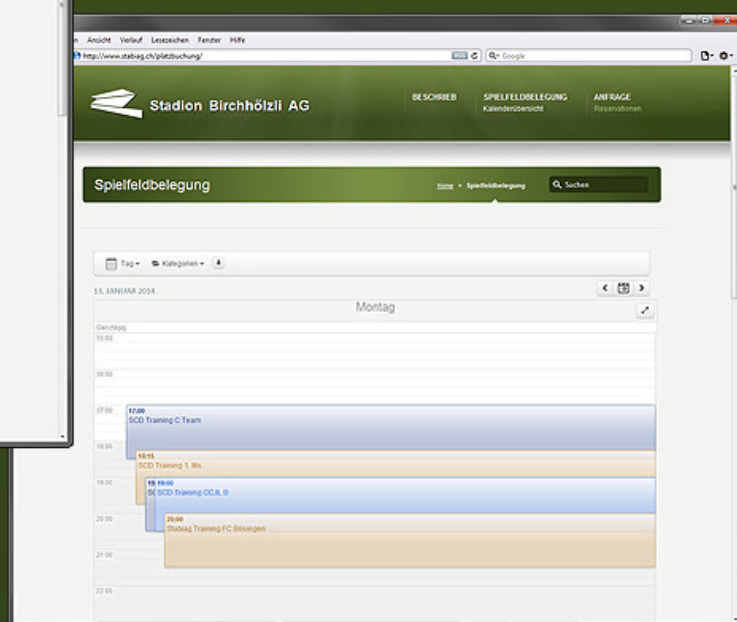 Ansicht Verlauf Lesezeichen Fenster Hilfe
http://www.stabiag.ch/platzbuchung/
Google
Stadion Birchhölzli AG
BESCHRIEB
SPIELFELDBELEGUNG
Kalenderübersicht
ANFRAGE
Reservationen
Spielfeldbelegung
Home > Spielfeldbelegung
Suchen
Tag
Kategorien
13. JANUAR 2014
Montag
Ganztägig
15:00
16:00
17:00
17:00
SCD Training C Team
18:00
18:15
SCD Training 1. Ms.
19:00
19:00
SCD Training CCJL B
20:00
20:00
Stabiag Training FC Bösingen
21:00
22:00